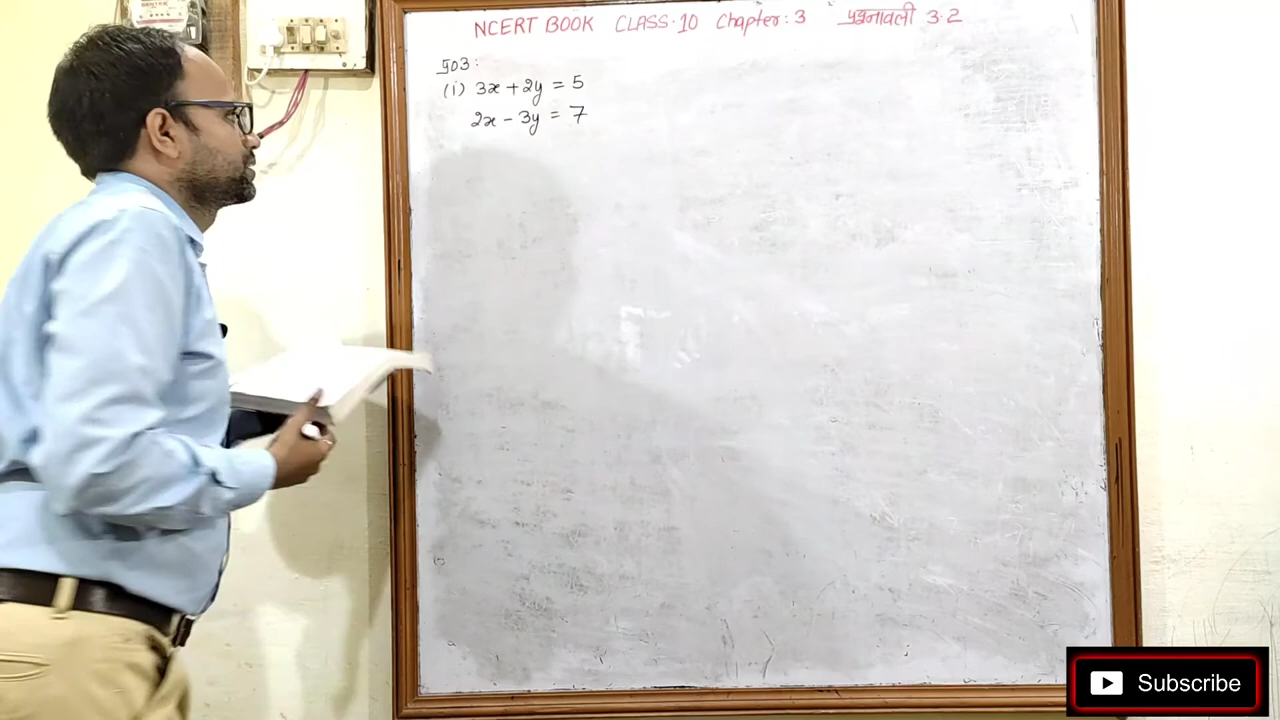 NCERT BOOK CLASS·10 Chapter:3 प्रश्नावली 3·2
प्र03:
(i) 3x + 2y = 5
2x - 3y = 7
Subscribe